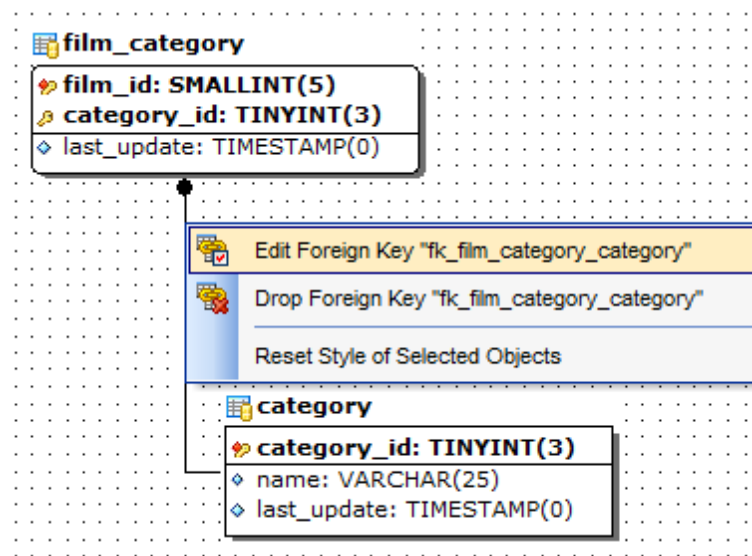 film_category
film_id: SMALLINT(5)
category_id: TINYINT(3)
last_update: TIMESTAMP(0)
Edit Foreign Key "fk_film_category_category"
Drop Foreign Key "fk_film_category_category"
Reset Style of Selected Objects
category
category_id: TINYINT(3)
name: VARCHAR(25)
last_update: TIMESTAMP(0)